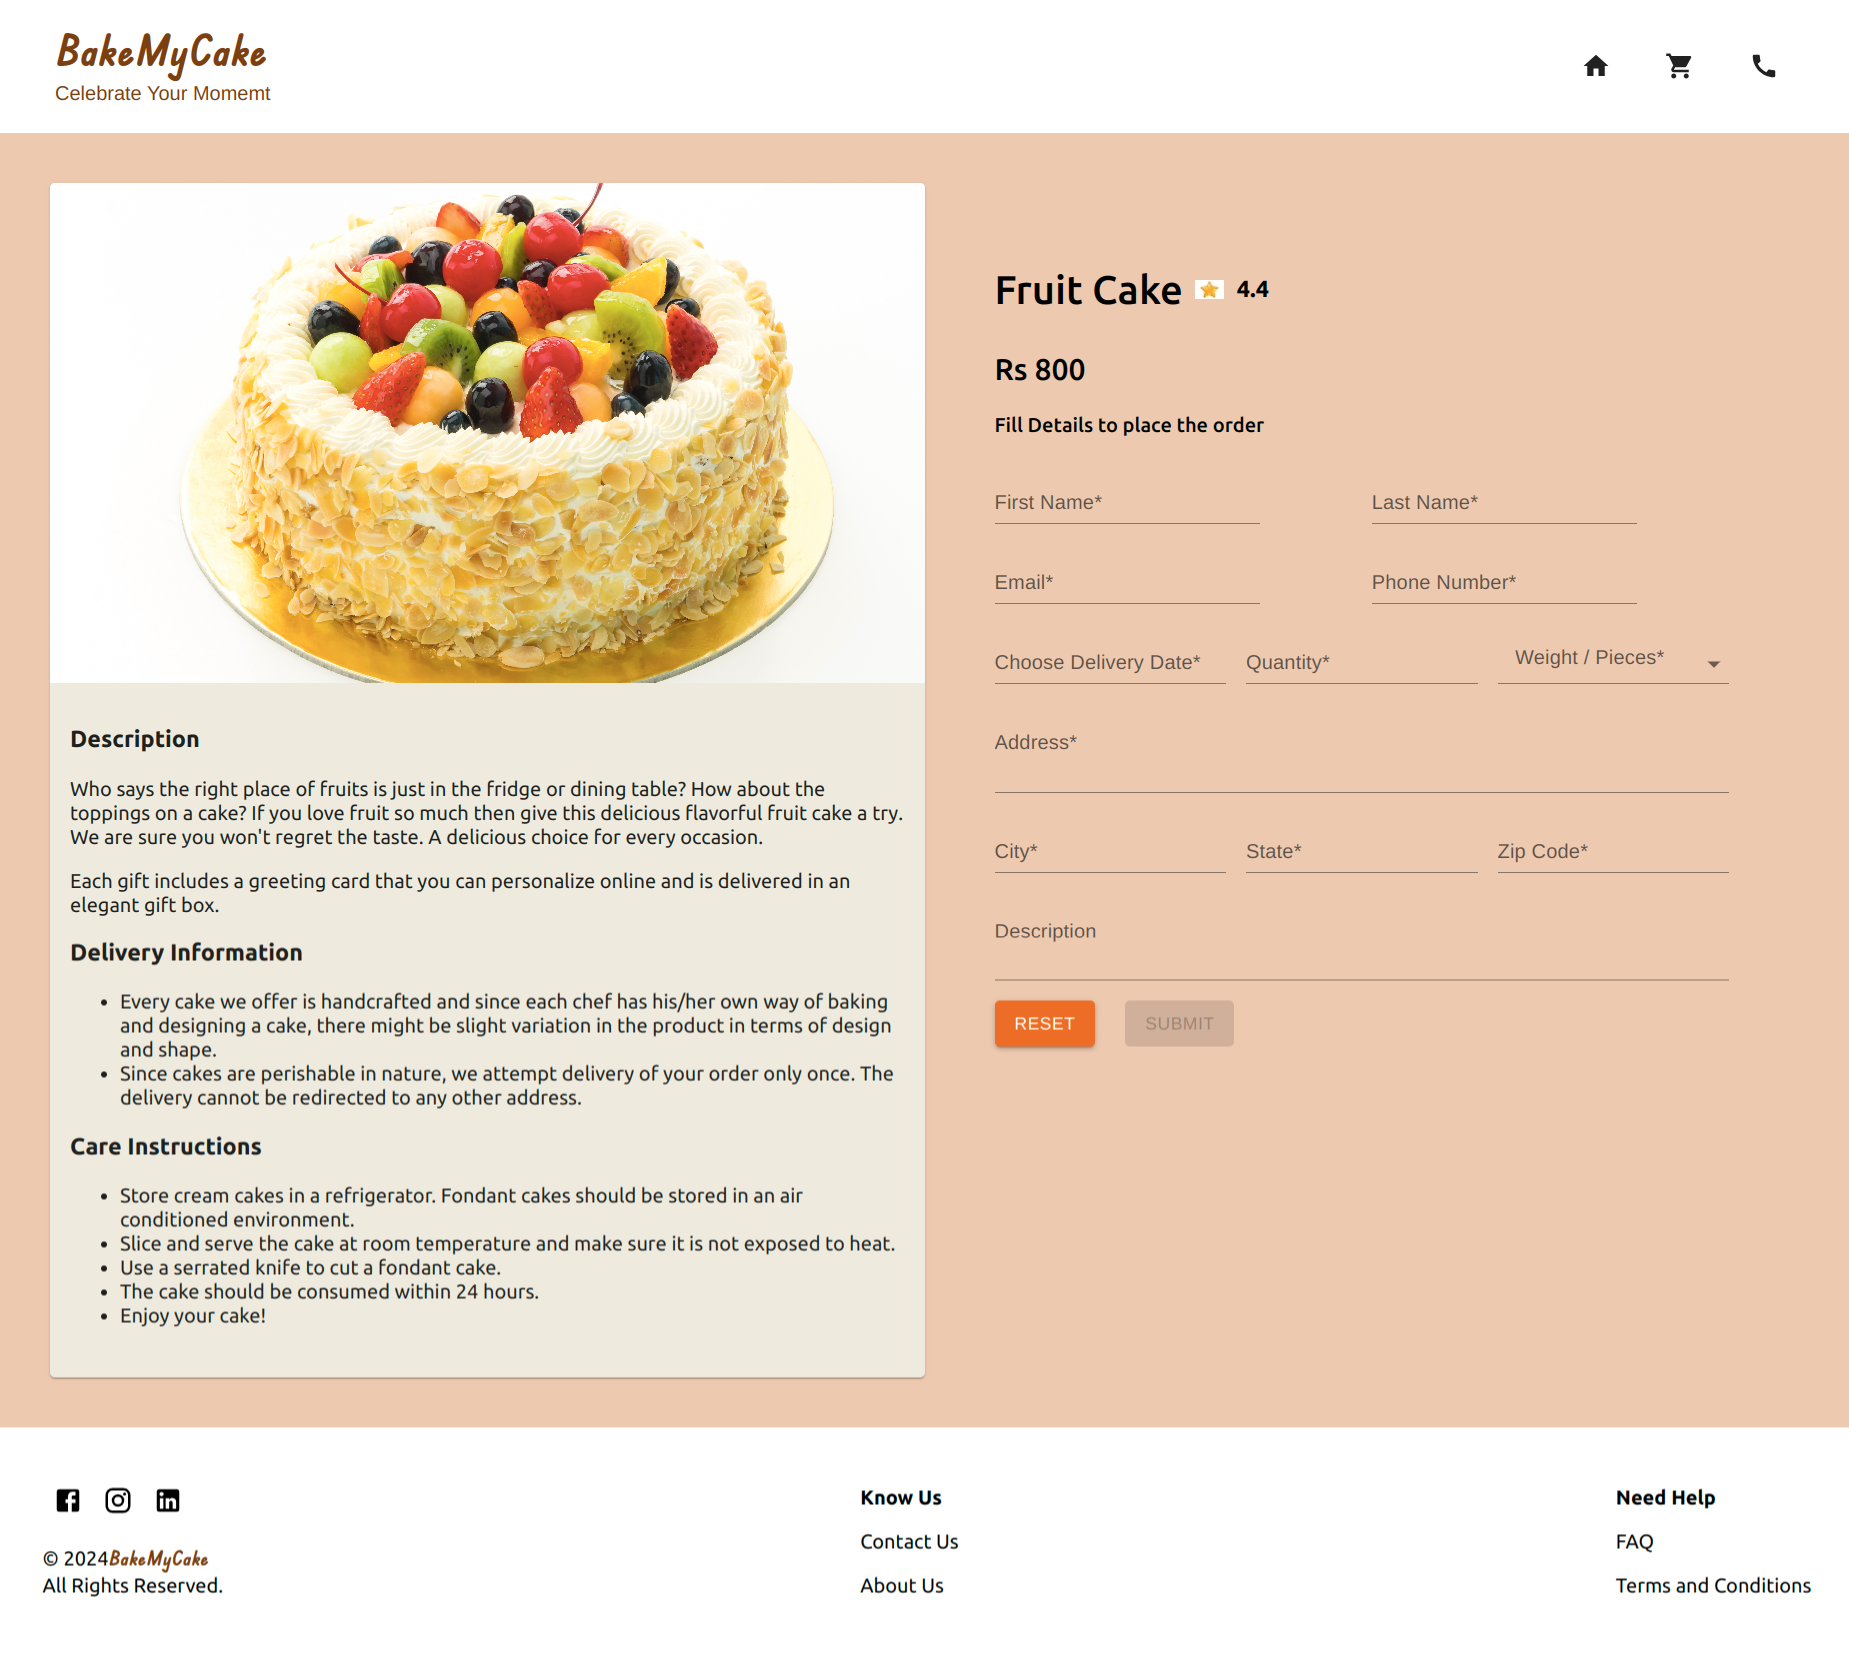 BakeMyCake
Celebrate Your Momemt
Fruit Cake 4.4
Rs 800
Fill Details to place the order
First Name*
Last Name*
Email*
Phone Number*
Choose Delivery Date*
Quantity*
Weight / Pieces*
Address*
City*
State*
Zip Code*
Description
RESET
SUBMIT
Description
Who says the right place of fruits is just in the fridge or dining table? How about the
toppings on a cake? If you love fruit so much then give this delicious flavorful fruit cake a try.
We are sure you won't regret the taste. A delicious choice for every occasion.
Each gift includes a greeting card that you can personalize online and is delivered in an
elegant gift box.
Delivery Information
• Every cake we offer is handcrafted and since each chef has his/her own way of baking
and designing a cake, there might be slight variation in the product in terms of design
and shape.
• Since cakes are perishable in nature, we attempt delivery of your order only once. The
delivery cannot be redirected to any other address.
Care Instructions
• Store cream cakes in a refrigerator. Fondant cakes should be stored in an air
conditioned environment.
• Slice and serve the cake at room temperature and make sure it is not exposed to heat.
• Use a serrated knife to cut a fondant cake.
• The cake should be consumed within 24 hours.
• Enjoy your cake!
© 2024BakeMyCake
All Rights Reserved.
Know Us
Contact Us
About Us
Need Help
FAQ
Terms and Conditions